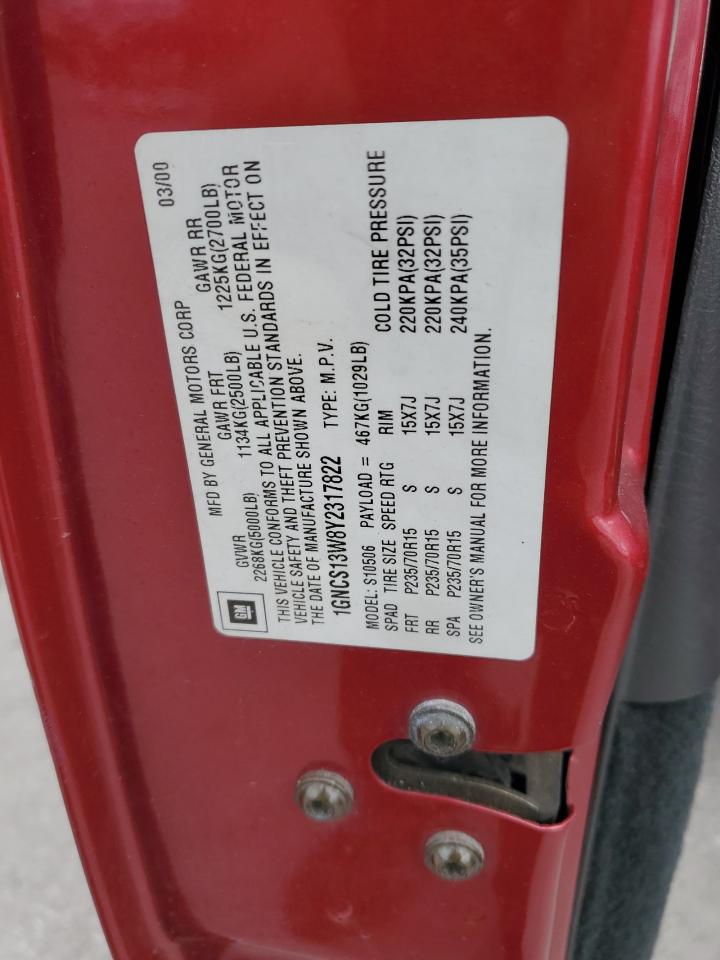 GM
MFD BY GENERAL MOTORS CORP 03/00
GVWR GAWR FRT GAWR RR
2268KG(5000LB) 1134KG(2500LB) 1225KG(2700LB)
THIS VEHICLE CONFORMS TO ALL APPLICABLE U.S. FEDERAL MOTOR
VEHICLE SAFETY AND THEFT PREVENTION STANDARDS IN EFFECT ON
THE DATE OF MANUFACTURE SHOWN ABOVE.
1GNCS13W8Y2317822 TYPE: M.P.V.
MODEL: S10506 PAYLOAD = 467KG(1029LB)
SPAD TIRE SIZE SPEED RTG RIM COLD TIRE PRESSURE
FRT P235/70R15 S 15X7J 220KPA(32PSI)
RR P235/70R15 S 15X7J 220KPA(32PSI)
SPA P235/70R15 S 15X7J 240KPA(35PSI)
SEE OWNER'S MANUAL FOR MORE INFORMATION.